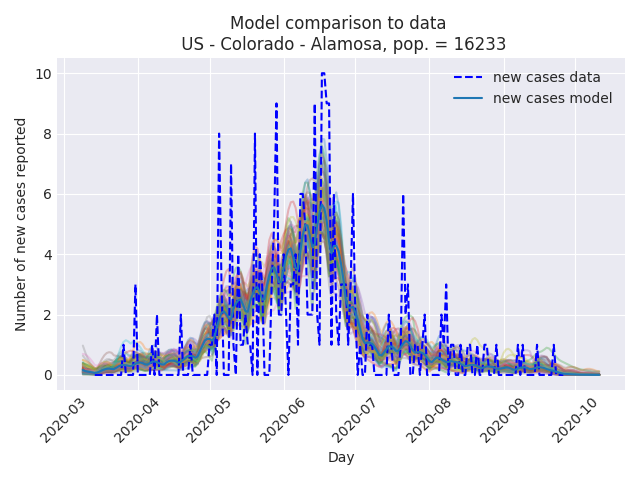 Model comparison to data
US - Colorado - Alamosa, pop. = 16233
new cases data
new cases model
Number of new cases reported
10
8
6
4
2
0
2020-03
2020-04
2020-05
2020-06
2020-07
2020-08
2020-09
2020-10
Day